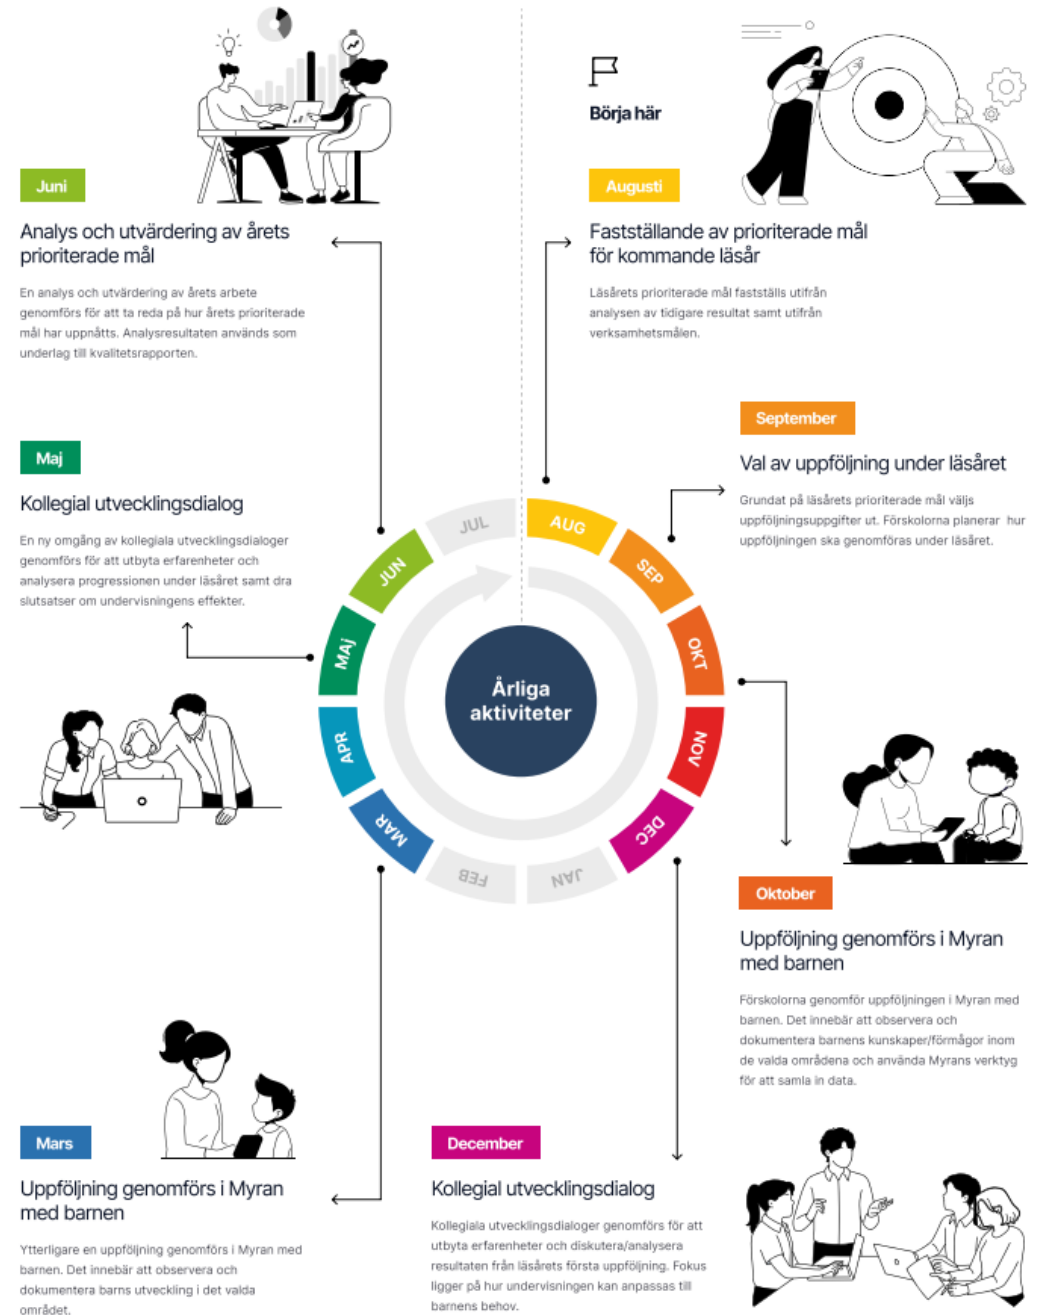 Börja här
Augusti
Fastställande av prioriterade mål
för kommande läsår
Läsårets prioriterade mål fastställs utifrån
analysen av tidigare resultat samt utifrån
verksamhetsmålen.
September
Val av uppföljning under läsåret
Grundat på läsårets prioriterade mål väljs
uppföljningsuppgifter ut. Förskolorna planerar hur
uppföljningen ska genomföras under läsåret.
Oktober
Uppföljning genomförs i Myran
med barnen
Förskolorna genomför uppföljningen i Myran med
barnen. Det innebär att observera och
dokumentera barnens kunskaper/förmågor inom
de valda områdena och använda Myrans verktyg
för att samla in data.
December
Kollegial utvecklingsdialog
Kollegiala utvecklingsdialoger genomförs för att
utbyta erfarenheter och diskutera/analysera
resultaten från läsårets första uppföljning. Fokus
ligger på hur undervisningen kan anpassas till
barnens behov.
Mars
Uppföljning genomförs i Myran
med barnen
Ytterligare en uppföljning genomförs i Myran med
barnen. Det innebär att observera och
dokumentera barns utveckling i det valda
området.
Maj
Kollegial utvecklingsdialog
En ny omgång av kollegiala utvecklingsdialoger
genomförs för att utbyta erfarenheter och
analysera progressionen under läsåret samt dra
slutsatser om undervisningens effekter.
Juni
Analys och utvärdering av årets
prioriterade mål
En analys och utvärdering av årets arbete
genomförs för att ta reda på hur årets prioriterade
mål har uppnåtts. Analysresultaten används som
underlag till kvalitetsrapporten.
Årliga
aktiviteter
AUG
SEP
OKT
NOV
DEC
JAN
FEB
MAR
APR
MAj
JUN
JUL